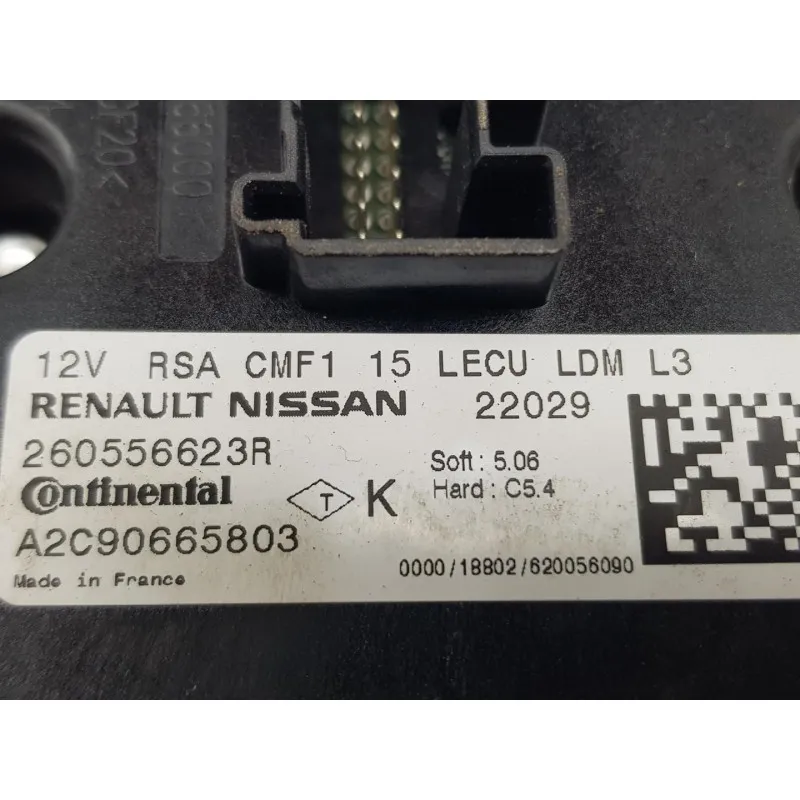 F20<
12V RSA CMF1 15 LECU LDM L3
RENAULT NISSAN 22029
260556623R
Soft : 5.06
Continental
T K
Hard : C5.4
A2C90665803
Made in France
0000/18802/620056090